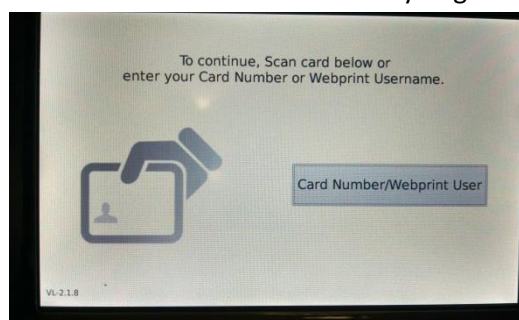 To continue, Scan card below or
enter your Card Number or Webprint Username.
Card Number/Webprint User
VL-2.1.8